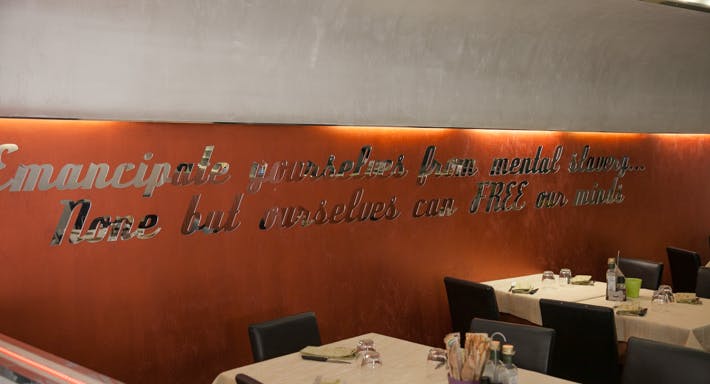 Emancipate yourselves from mental slavery...
None but ourselves can FREE our minds